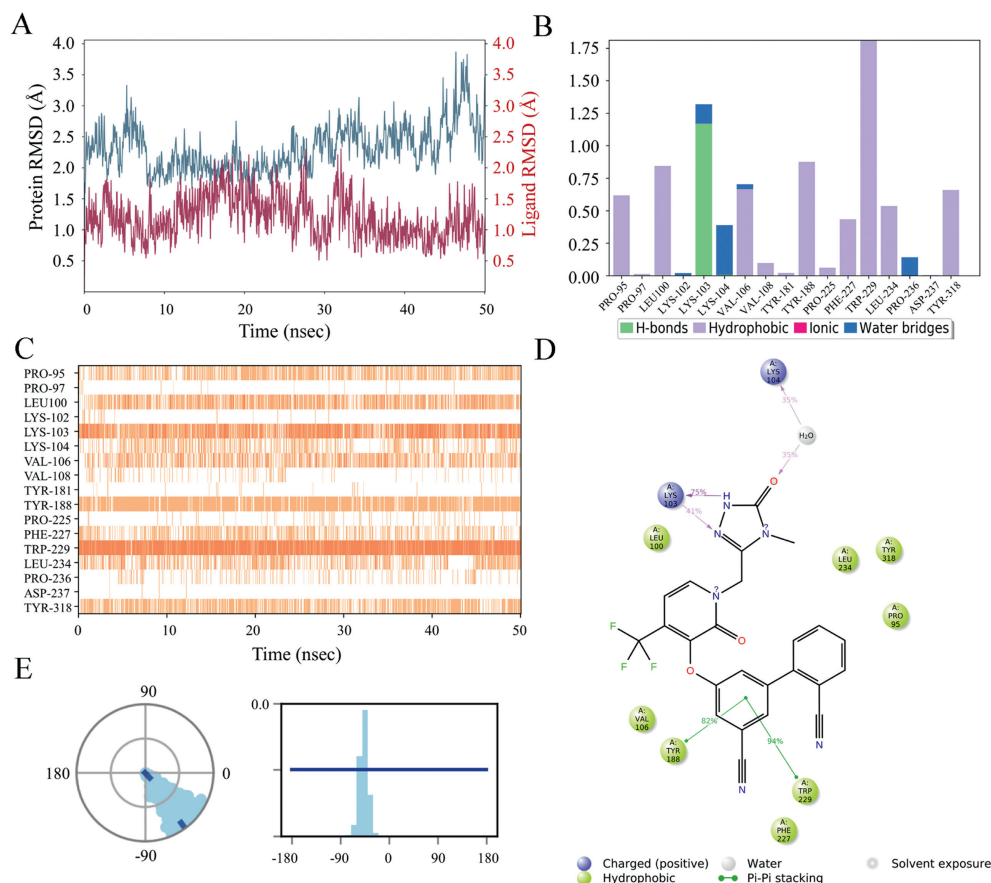 A
Protein RMSD (Å)
4.0
3.5
3.0
2.5
2.0
1.5
1.0
0.5
4.0
3.5
3.0
2.5
2.0
1.5
1.0
0.5
Ligand RMSD (Å)
0 10 20 30 40 50
Time (nsec)
B
1.75
1.50
1.25
1.00
0.75
0.50
0.25
0.00
PRO-95 PRO-97 LEU100 LYS-102 LYS-103 LYS-104 VAL-106 VAL-108 TYR-181 TYR-188 PRO-225 PHE-227 TRP-229 LEU-234 PRO-236 ASP-237 TYR-318
H-bonds Hydrophobic Ionic Water bridges
C
PRO-95
PRO-97
LEU100
LYS-102
LYS-103
LYS-104
VAL-106
VAL-108
TYR-181
TYR-188
PRO-225
PHE-227
TRP-229
LEU-234
PRO-236
ASP-237
TYR-318
0 10 20 30 40 50
Time (nsec)
D
A:
LYS
104
35%
H₂O
35%
O
A:
LYS
103
75%
H
N
41%
N
N
?
A:
LEU
100
A:
LEU
234
A:
TYR
318
A:
PRO
95
?
N
O
F
F
F
O
A:
VAL
106
A:
TYR
188
82%
94%
N
N
A:
TRP
229
A:
PHE
227
Charged (positive) Water Solvent exposure
Hydrophobic Pi-Pi stacking
E
90
180 0
-90
0.0
-180 -90 0 90 180